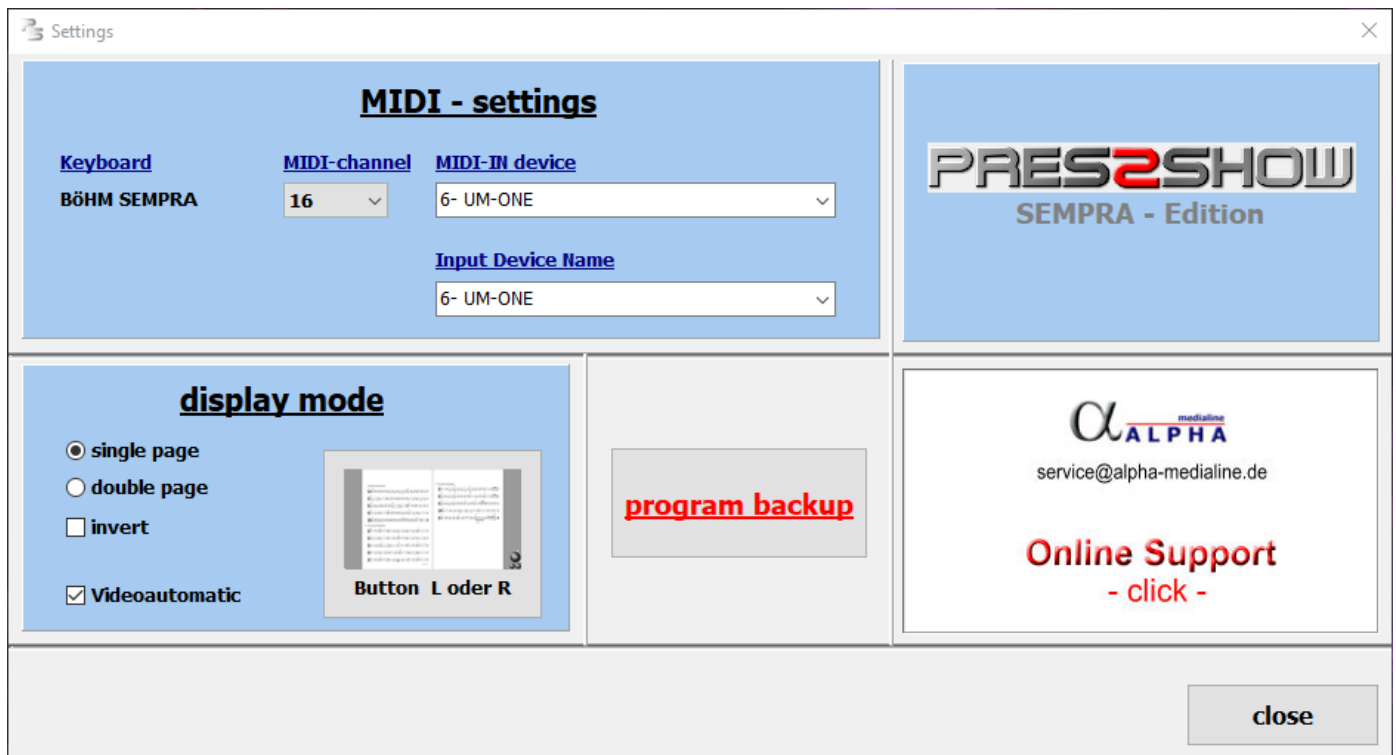 Settings
MIDI - settings
Keyboard MIDI-channel MIDI-IN device
BöHM SEMPRA 16 6- UM-ONE
Input Device Name
6- UM-ONE
PRES2SHOW
SEMPRA - Edition
display mode
single page
double page
invert
Videoautomatic
Button L oder R
program backup
α medialine
ALPHA
service@alpha-medialine.de
Online Support
- click -
close